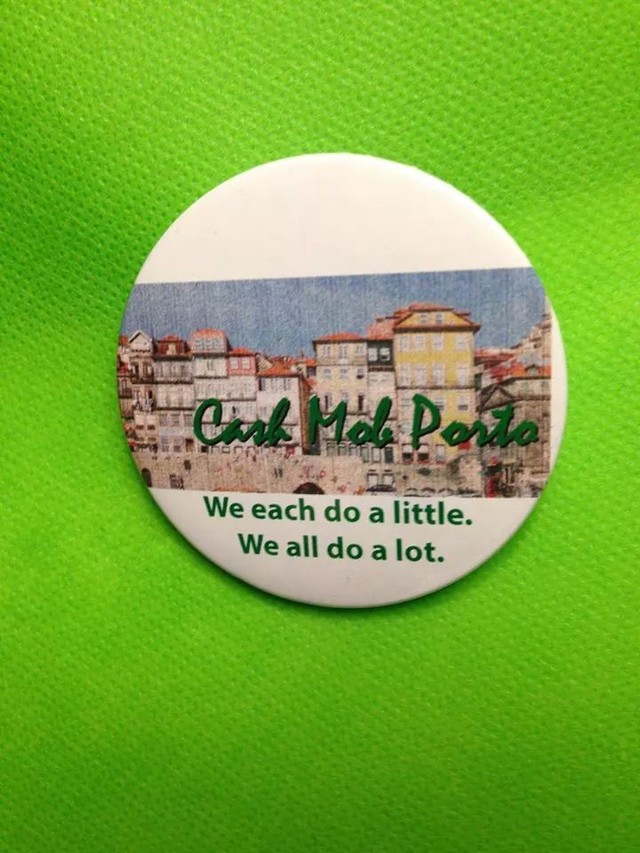 Cash Mob Porto
We each do a little.
We all do a lot.